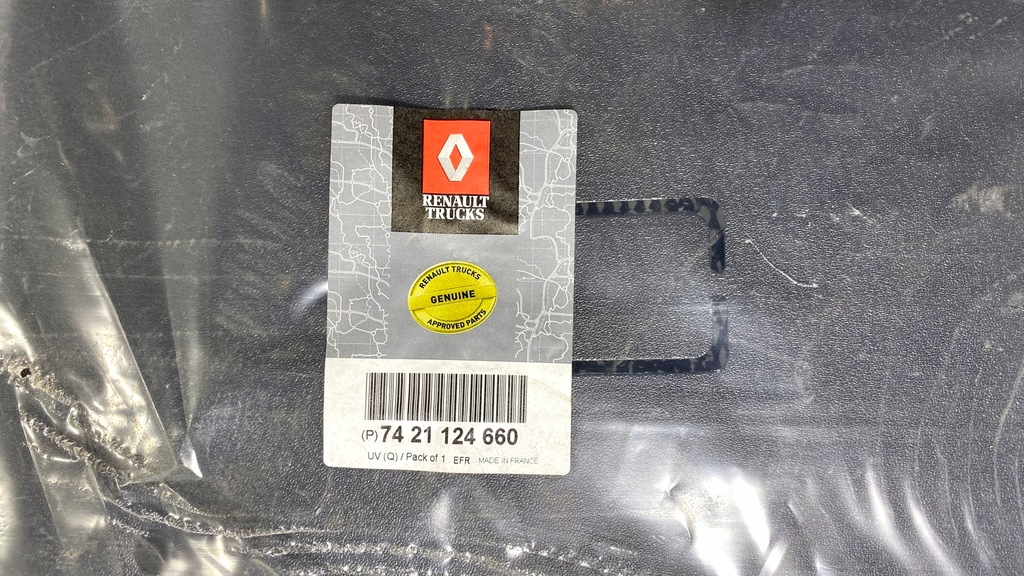 RENAULT
TRUCKS
RENAULT TRUCKS
GENUINE
APPROVED PARTS
(P)74 21 124 660
UV (Q) / Pack of 1 EFR MADE IN FRANCE